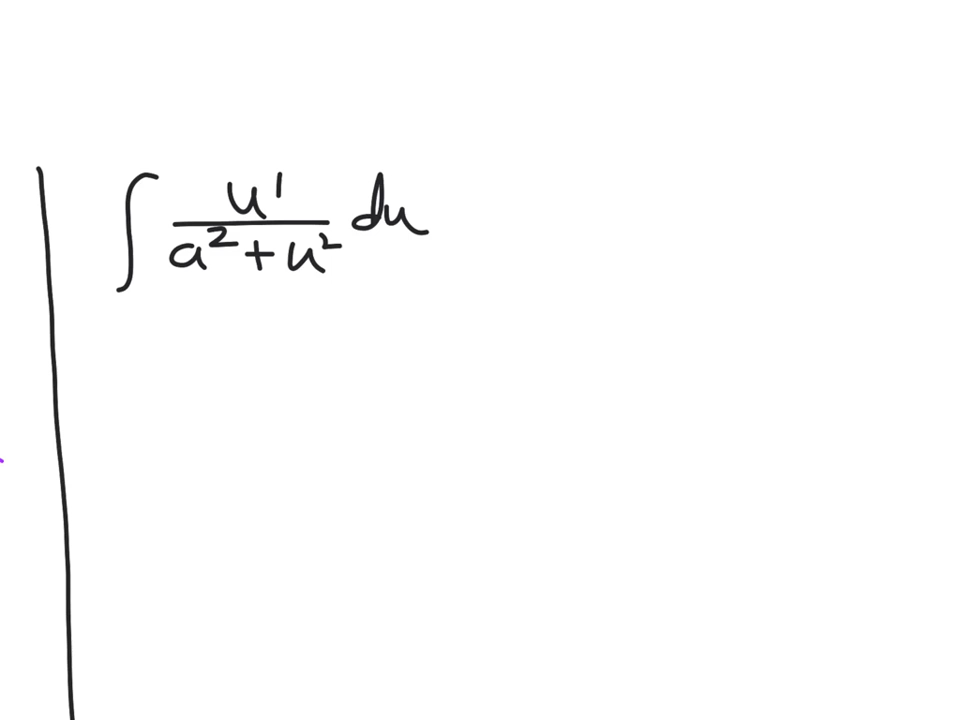 ∫ u' / (a² + u²) du